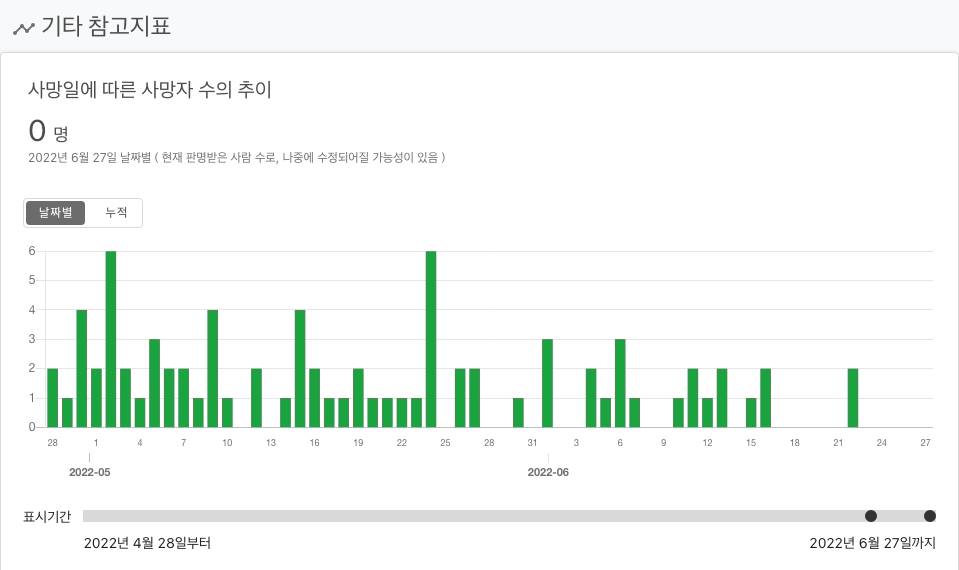 기타 참고지표
사망일에 따른 사망자 수의 추이
0 명
2022년 6월 27일 날짜별 ( 현재 판명받은 사람 수로, 나중에 수정되어질 가능성이 있음 )
날짜별 누적
6
5
4
3
2
1
0
28 1 4 7 10 13 16 19 22 25 28 31 3 6 9 12 15 18 21 24 27
2022-05 2022-06
표시기간
2022년 4월 28일부터 2022년 6월 27일까지